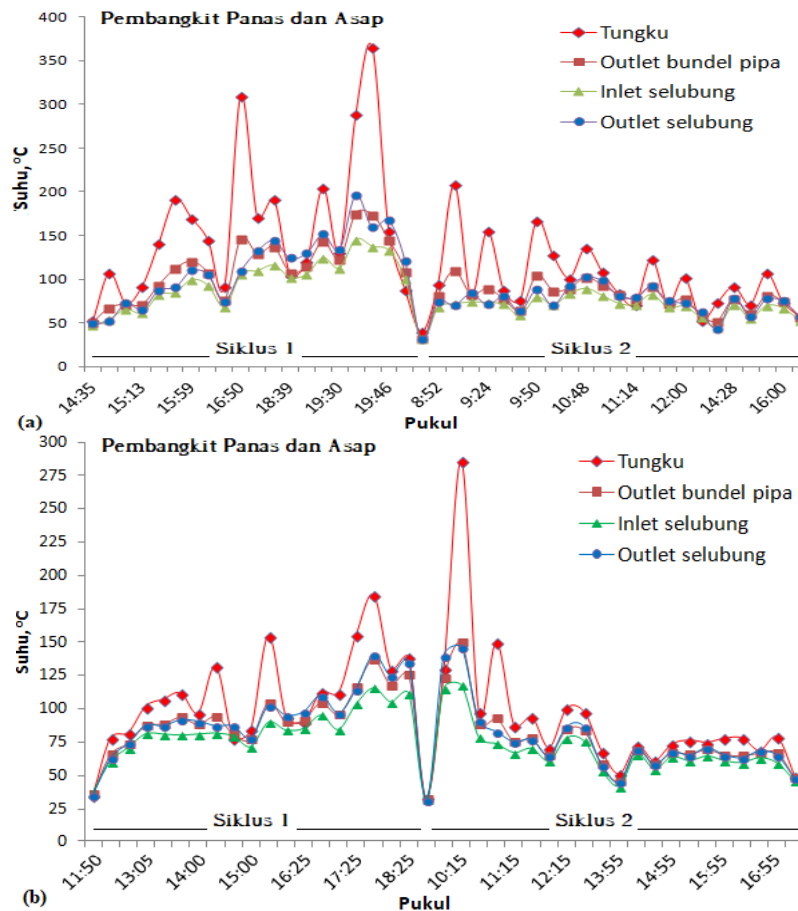 Pembangkit Panas dan Asap
Tungku
Outlet bundel pipa
Inlet selubung
Outlet selubung
Suhu, °C
400
350
300
250
200
150
100
50
0
Siklus 1
Siklus 2
14:35
15:13
15:59
16:50
18:39
19:30
19:46
8:52
9:24
9:50
10:48
11:14
12:00
14:28
16:00
(a)
Pukul
Pembangkit Panas dan Asap
Tungku
Outlet bundel pipa
Inlet selubung
Outlet selubung
Suhu, °C
300
275
250
225
200
175
150
125
100
75
50
25
0
Siklus 1
Siklus 2
11:50
13:05
14:00
15:00
16:25
17:25
18:25
10:15
11:15
12:15
13:55
14:55
15:55
16:55
(b)
Pukul